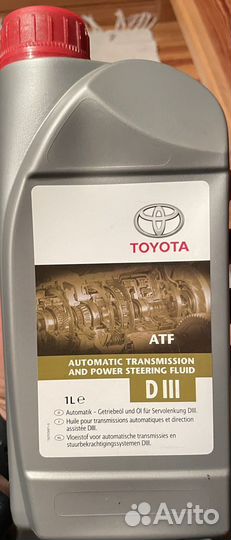 TOYOTA
ATF
AUTOMATIC TRANSMISSION
AND POWER STEERING FLUID
D III
1L e
Automatik – Getriebeöl und Öl für Servolenkung DIII.
Huile pour transmissions automatiques et direction
assistée DIII.
Vloeistof voor automatische transmissies en
stuurbekrachtigingssystemen DIII.
Avito